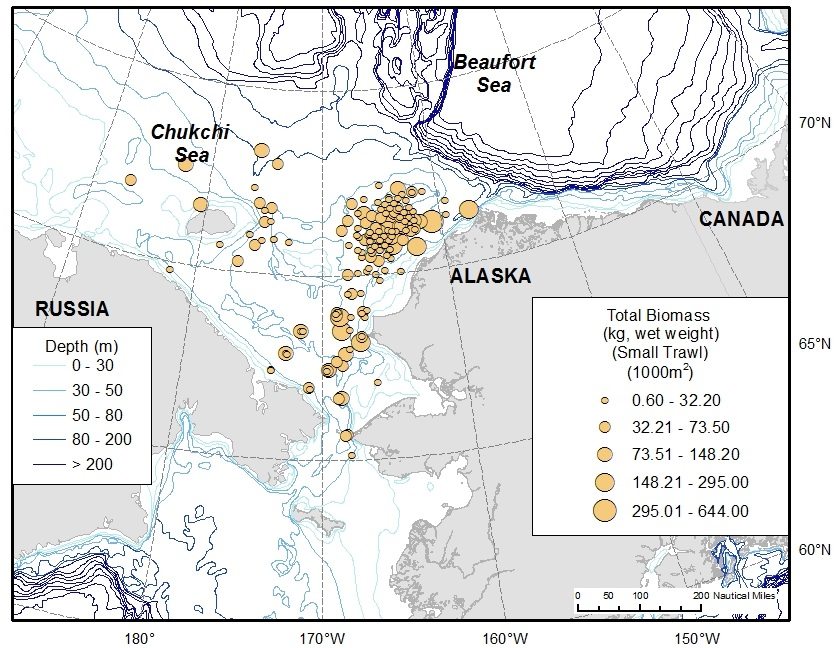 Beaufort
Sea
Chukchi
Sea
70°N
CANADA
ALASKA
RUSSIA
Depth (m)
0 - 30
30 - 50
50 - 80
80 - 200
> 200
Total Biomass
(kg, wet weight)
(Small Trawl)
(1000m²)
0.60 - 32.20
32.21 - 73.50
73.51 - 148.20
148.21 - 295.00
295.01 - 644.00
65°N
60°N
0 50 100 200 Nautical Miles
180° 170°W 160°W 150°W